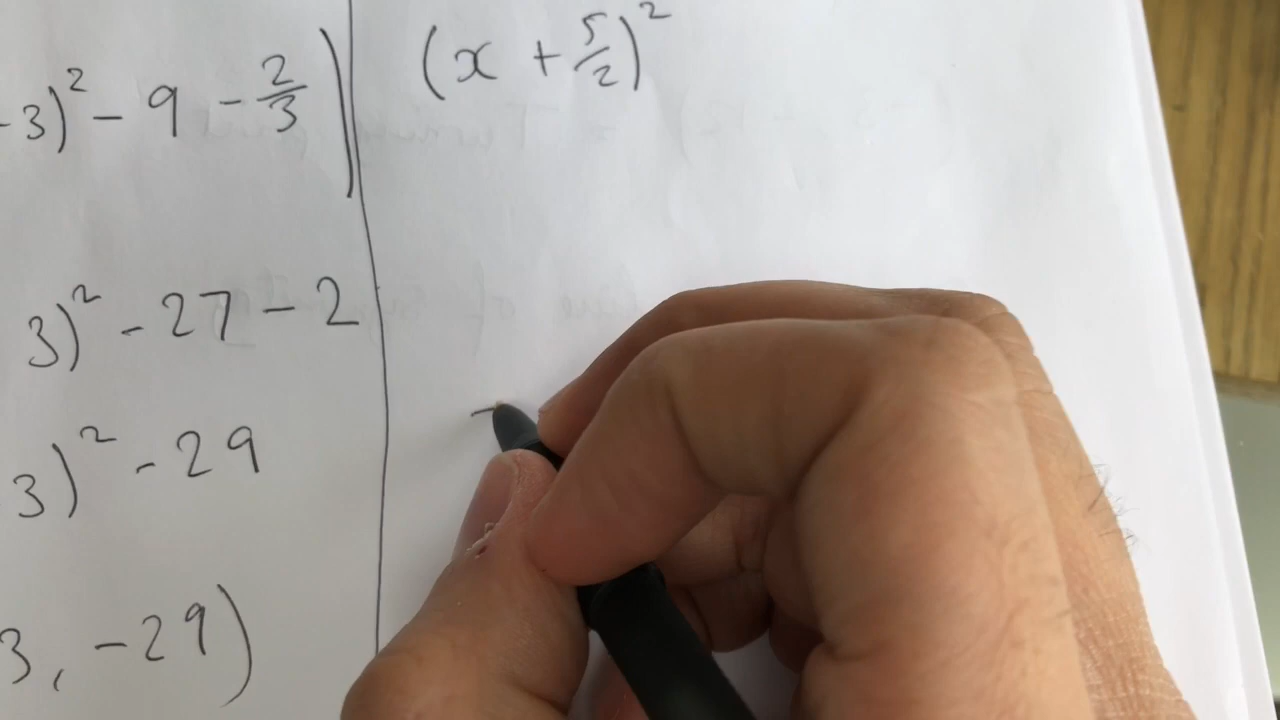 -3)² - 9 - 2/3)
3)² - 27 - 2
3)² - 29
3, -29)
(x + 5/2)²